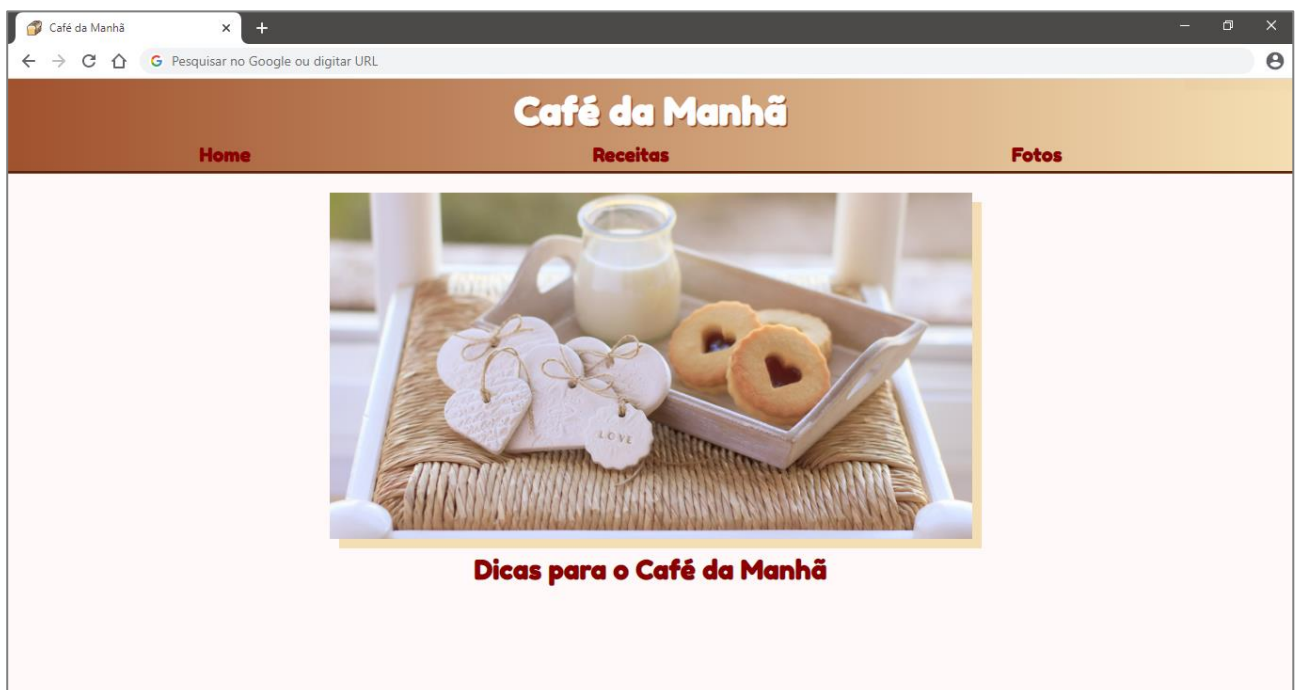 Café da Manhã
Pesquisar no Google ou digitar URL
Café da Manhã
Home Receitas Fotos
LOVE
Dicas para o Café da Manhã